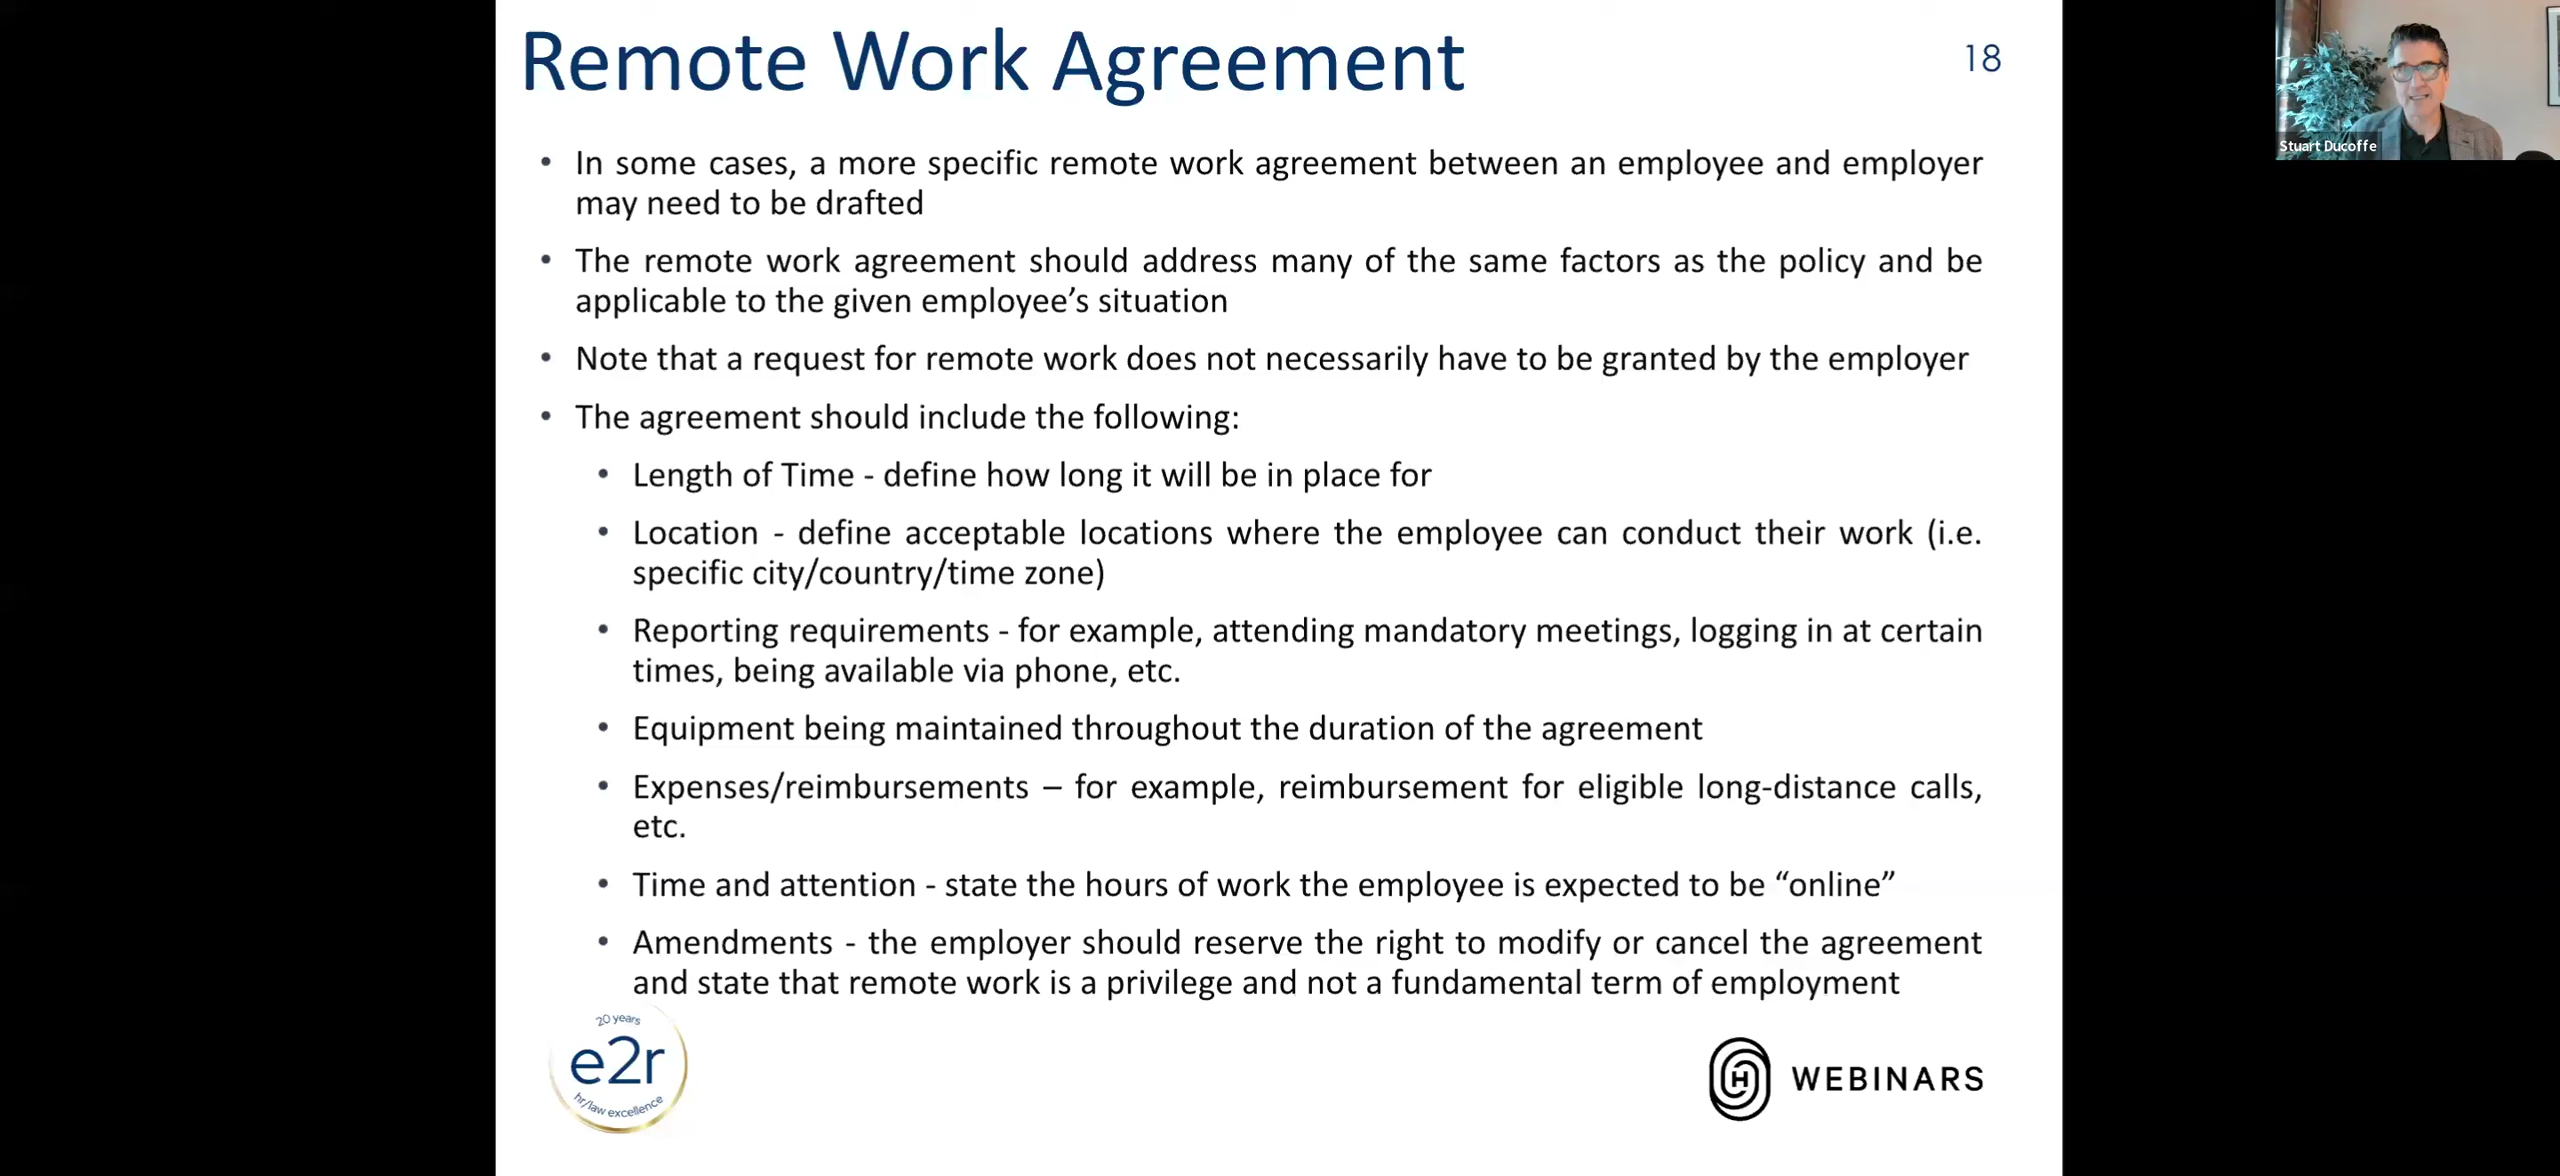 Remote Work Agreement
18
Stuart Ducoffe
• In some cases, a more specific remote work agreement between an employee and employer
may need to be drafted
• The remote work agreement should address many of the same factors as the policy and be
applicable to the given employee’s situation
• Note that a request for remote work does not necessarily have to be granted by the employer
• The agreement should include the following:
• Length of Time - define how long it will be in place for
• Location - define acceptable locations where the employee can conduct their work (i.e.
specific city/country/time zone)
• Reporting requirements - for example, attending mandatory meetings, logging in at certain
times, being available via phone, etc.
• Equipment being maintained throughout the duration of the agreement
• Expenses/reimbursements – for example, reimbursement for eligible long-distance calls,
etc.
• Time and attention - state the hours of work the employee is expected to be “online”
• Amendments - the employer should reserve the right to modify or cancel the agreement
and state that remote work is a privilege and not a fundamental term of employment
20 years
e2r
hr/law excellence
H
WEBINARS